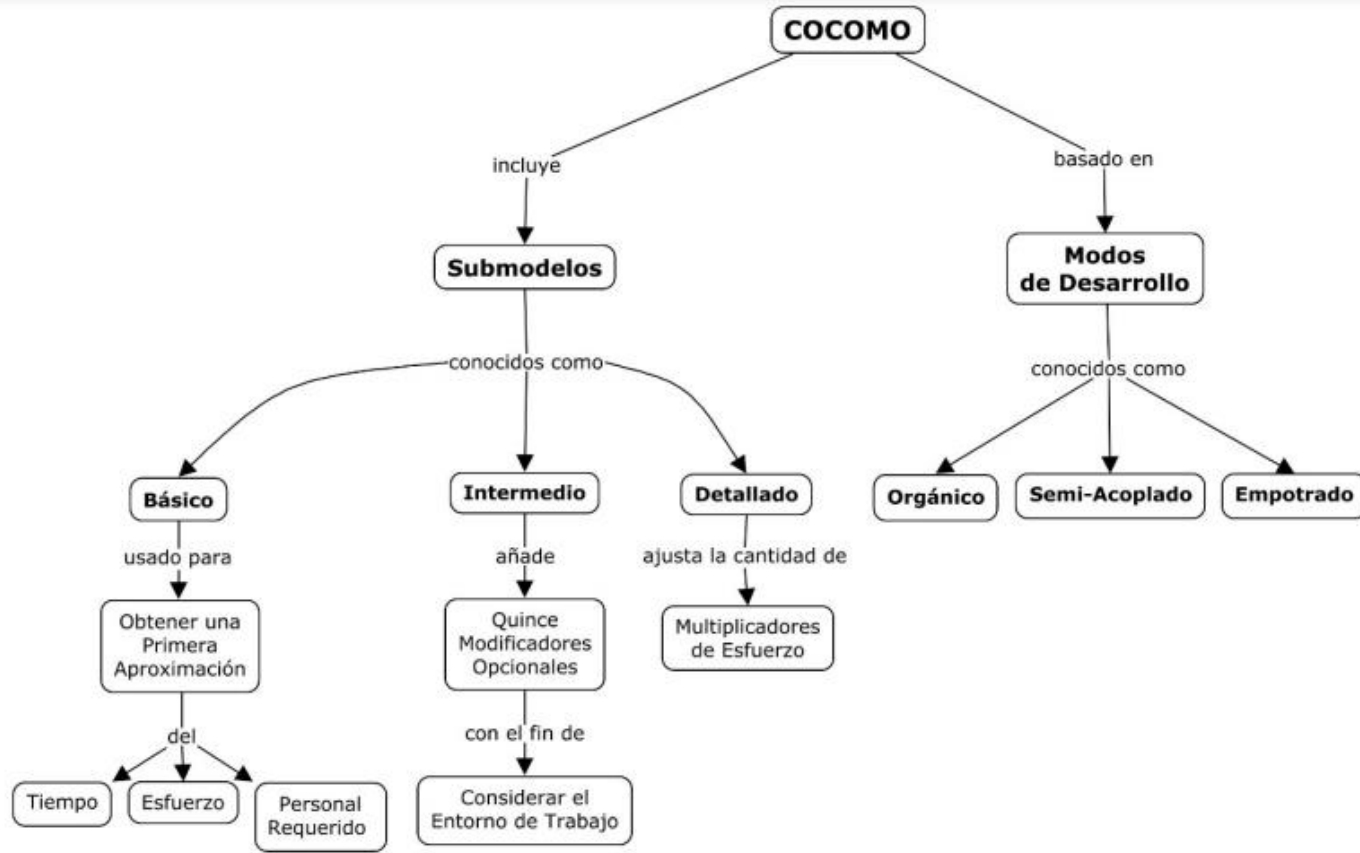 COCOMO
incluye
basado en
Submodelos
Modos
de Desarrollo
conocidos como
conocidos como
Básico
Intermedio
Detallado
Orgánico
Semi-Acoplado
Empotrado
usado para
añade
ajusta la cantidad de
Obtener una
Primera
Aproximación
Quince
Modificadores
Opcionales
Multiplicadores
de Esfuerzo
del
con el fin de
Tiempo
Esfuerzo
Personal
Requerido
Considerar el
Entorno de Trabajo